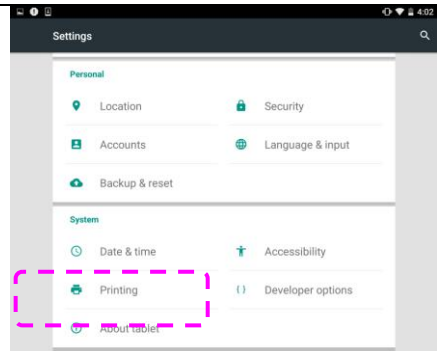 4:02
Settings
Personal
Location Security
Accounts Language & input
Backup & reset
System
Date & time Accessibility
Printing { } Developer options
About tablet